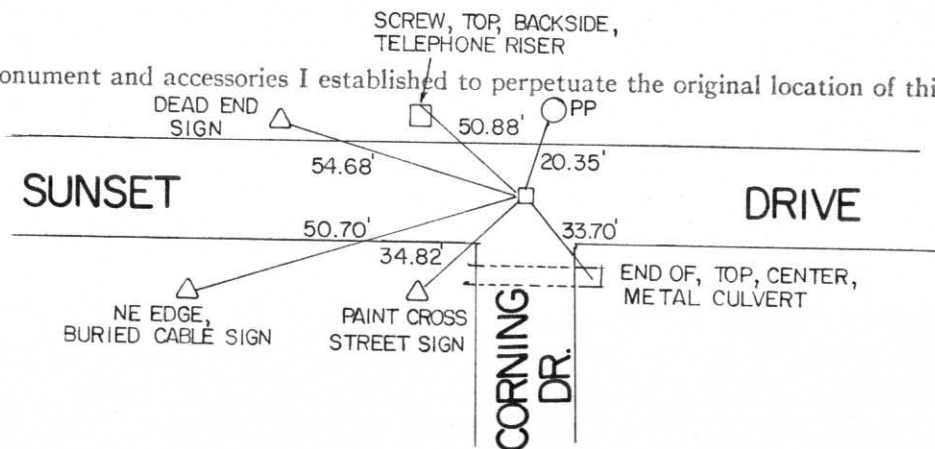 SCREW, TOP, BACKSIDE,
TELEPHONE RISER
onument and accessories I established to perpetuate the original location of thi
DEAD END
SIGN
50.88'
PP
54.68'
20.35'
SUNSET
DRIVE
50.70'
34.82'
33.70'
END OF, TOP, CENTER,
METAL CULVERT
NE EDGE,
BURIED CABLE SIGN
PAINT CROSS
STREET SIGN
CORNING
DR.